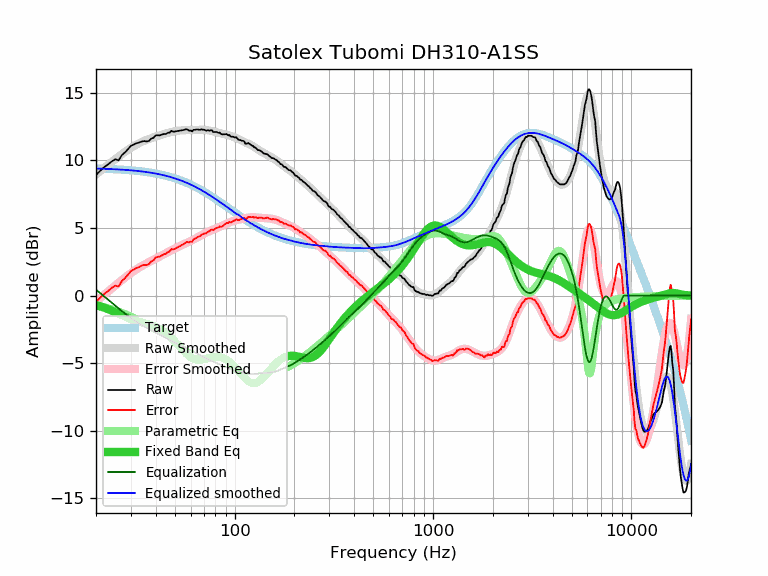 Satolex Tubomi DH310-A1SS
15
10
5
0
−5
−10
−15
Amplitude (dBr)
Target
Raw Smoothed
Error Smoothed
Raw
Error
Parametric Eq
Fixed Band Eq
Equalization
Equalized smoothed
100
1000
10000
Frequency (Hz)